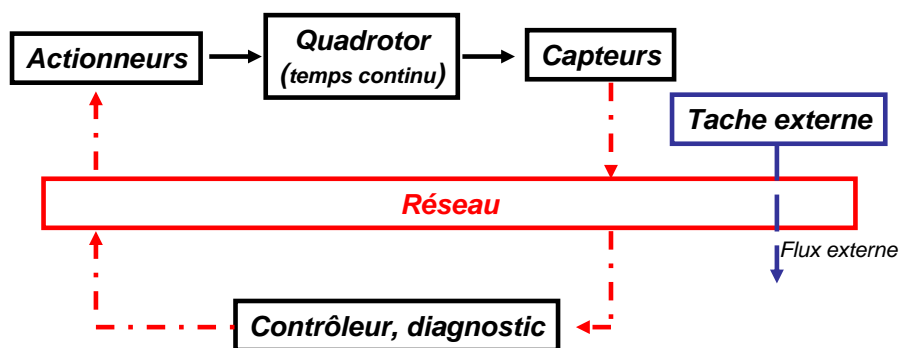 Actionneurs
Quadrotor
(temps continu)
Capteurs
Tache externe
Réseau
Flux externe
Contrôleur, diagnostic